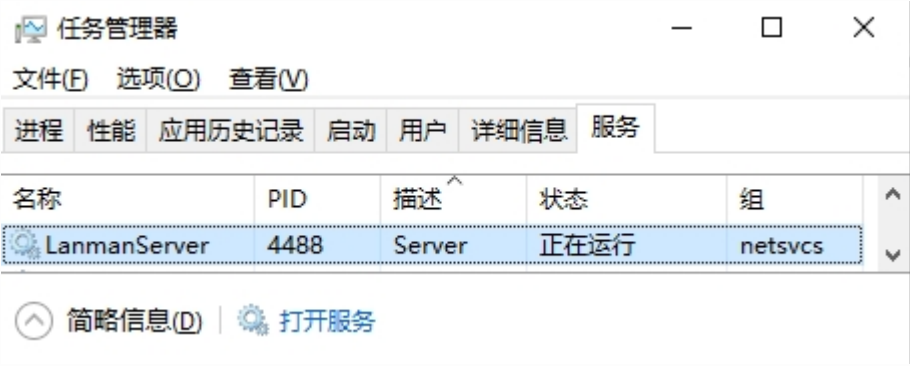 任务管理器
文件(F) 选项(O) 查看(V)
进程 性能 应用历史记录 启动 用户 详细信息 服务
名称 PID 描述 状态 组
LanmanServer 4488 Server 正在运行 netsvcs
简略信息(D) 打开服务